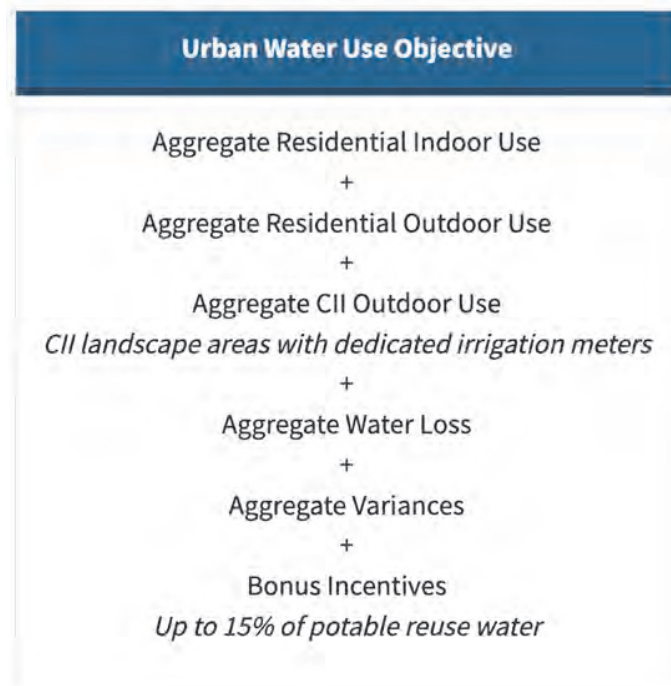 Urban Water Use Objective
Aggregate Residential Indoor Use
+
Aggregate Residential Outdoor Use
+
Aggregate CII Outdoor Use
CII landscape areas with dedicated irrigation meters
+
Aggregate Water Loss
+
Aggregate Variances
+
Bonus Incentives
Up to 15% of potable reuse water